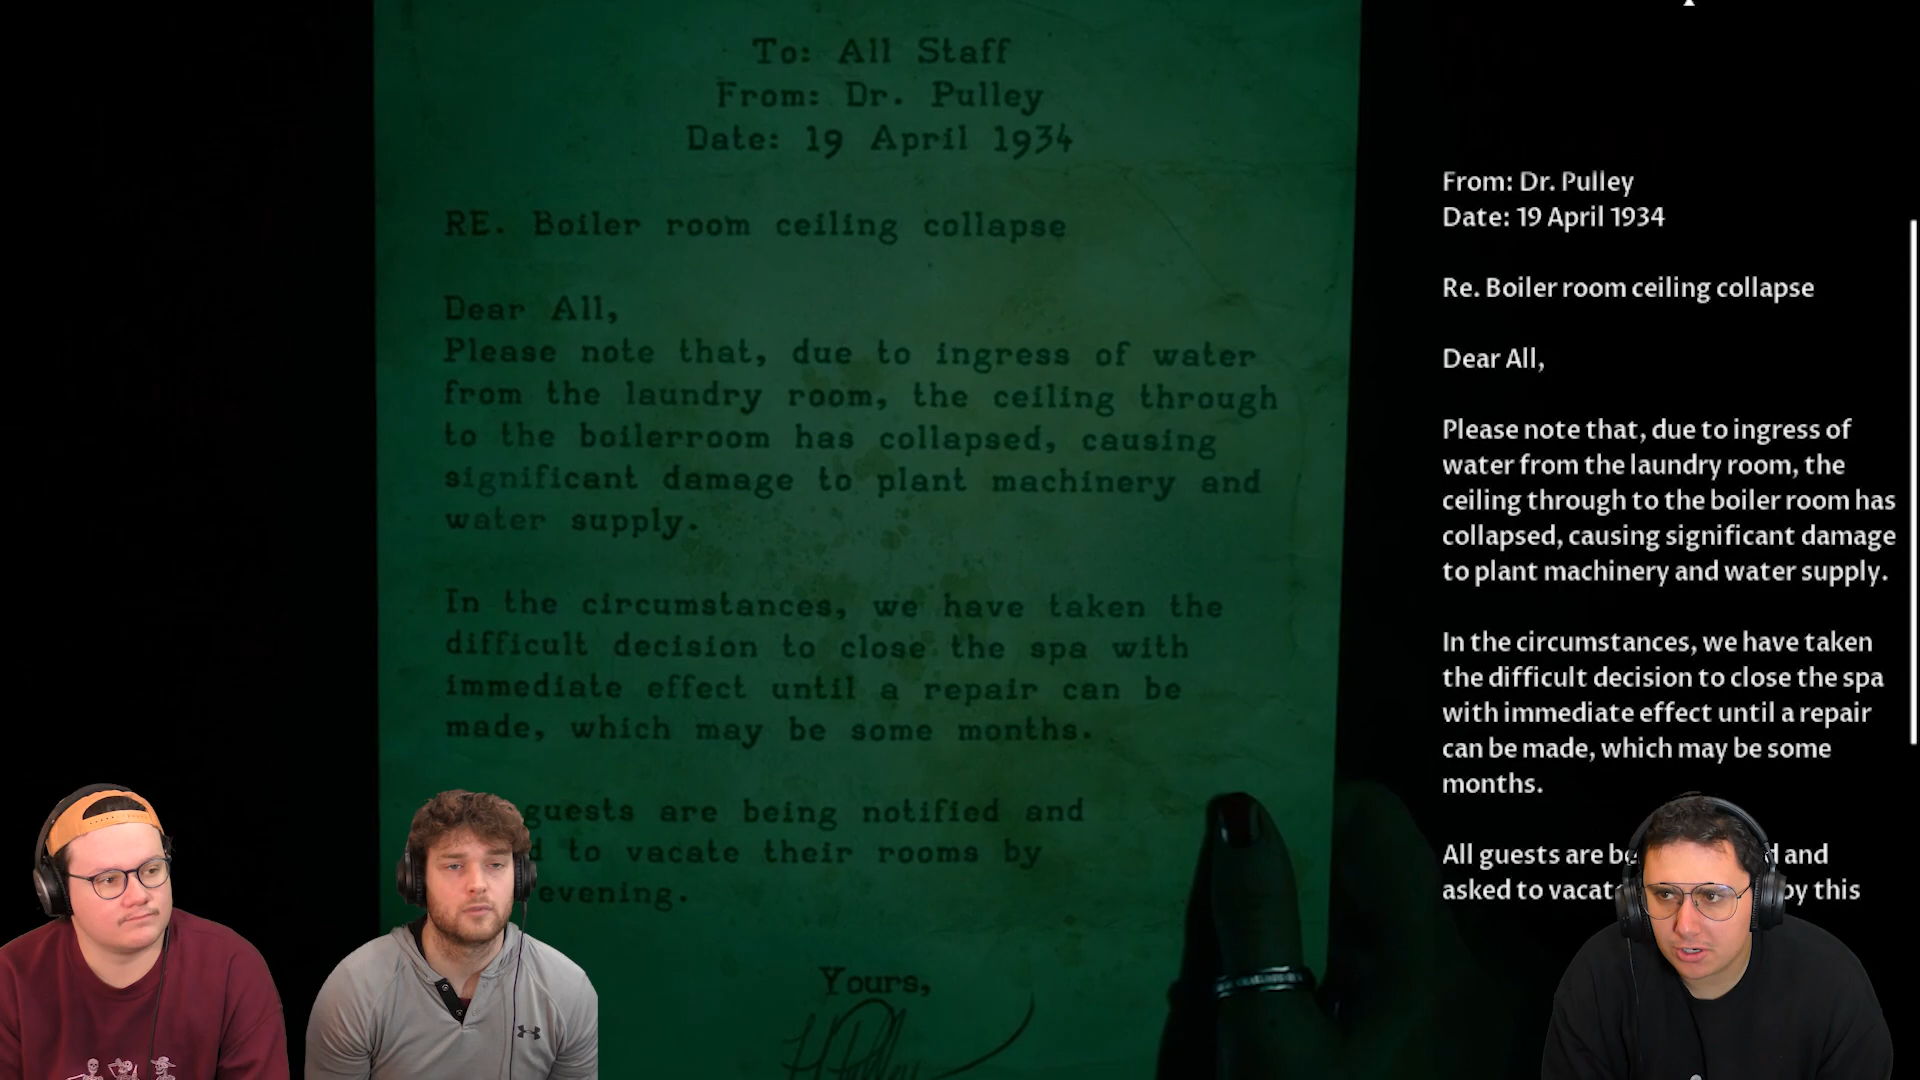 To: All Staff
From: Dr. Pulley
Date: 19 April 1934
RE. Boiler room ceiling collapse
Dear All,
Please note that, due to ingress of water
from the laundry room, the ceiling through
to the boilerroom has collapsed, causing
significant damage to plant machinery and
water supply.
In the circumstances, we have taken the
difficult decision to close the spa with
immediate effect until a repair can be
made, which may be some months.
guests are being notified and
to vacate their rooms by
evening.
Yours,
H Pulley
From: Dr. Pulley
Date: 19 April 1934
Re. Boiler room ceiling collapse
Dear All,
Please note that, due to ingress of
water from the laundry room, the
ceiling through to the boiler room has
collapsed, causing significant damage
to plant machinery and water supply.
In the circumstances, we have taken
the difficult decision to close the spa
with immediate effect until a repair
can be made, which may be some
months.
All guests are and
asked to by this